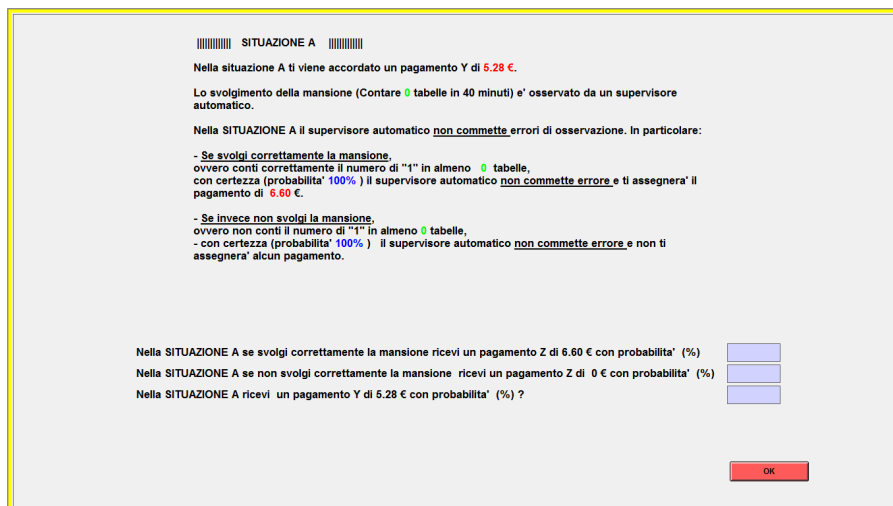 |||||||||||| SITUAZIONE A ||||||||||||
Nella situazione A ti viene accordato un pagamento Y di 5.28 €.
Lo svolgimento della mansione (Contare 0 tabelle in 40 minuti) e' osservato da un supervisore
automatico.
Nella SITUAZIONE A il supervisore automatico non commette errori di osservazione. In particolare:
- Se svolgi correttamente la mansione,
ovvero conti correttamente il numero di "1" in almeno 0 tabelle,
con certezza (probabilita' 100% ) il supervisore automatico non commette errore e ti assegnera' il
pagamento di 6.60 €.
- Se invece non svolgi la mansione,
ovvero non conti il numero di "1" in almeno 0 tabelle,
- con certezza (probabilita' 100% ) il supervisore automatico non commette errore e non ti
assegnera' alcun pagamento.
Nella SITUAZIONE A se svolgi correttamente la mansione ricevi un pagamento Z di 6.60 € con probabilita' (%)
Nella SITUAZIONE A se non svolgi correttamente la mansione ricevi un pagamento Z di 0 € con probabilita' (%)
Nella SITUAZIONE A ricevi un pagamento Y di 5.28 € con probabilita' (%) ?
OK